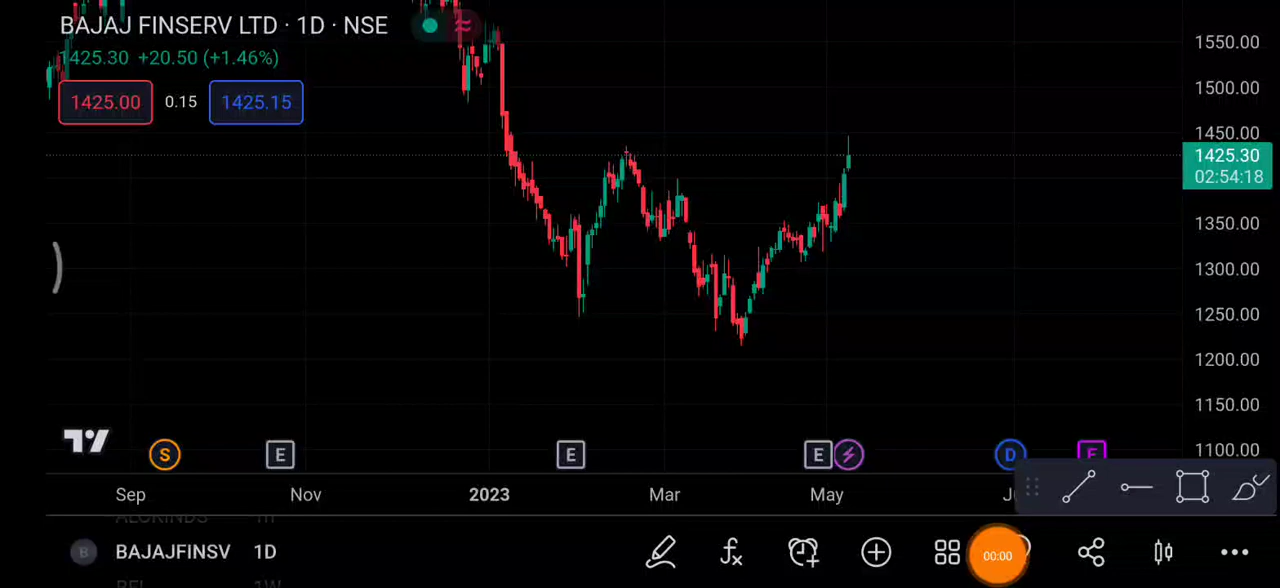 BAJAJ FINSERV LTD · 1D · NSE
1425.30 +20.50 (+1.46%)
1425.00 0.15 1425.15
1550.00
1500.00
1450.00
1425.30
02:54:18
1350.00
1300.00
1250.00
1200.00
1150.00
1100.00
S E E E D E
Sep Nov 2023 Mar May
B BAJAJFINSV 1D
00:00